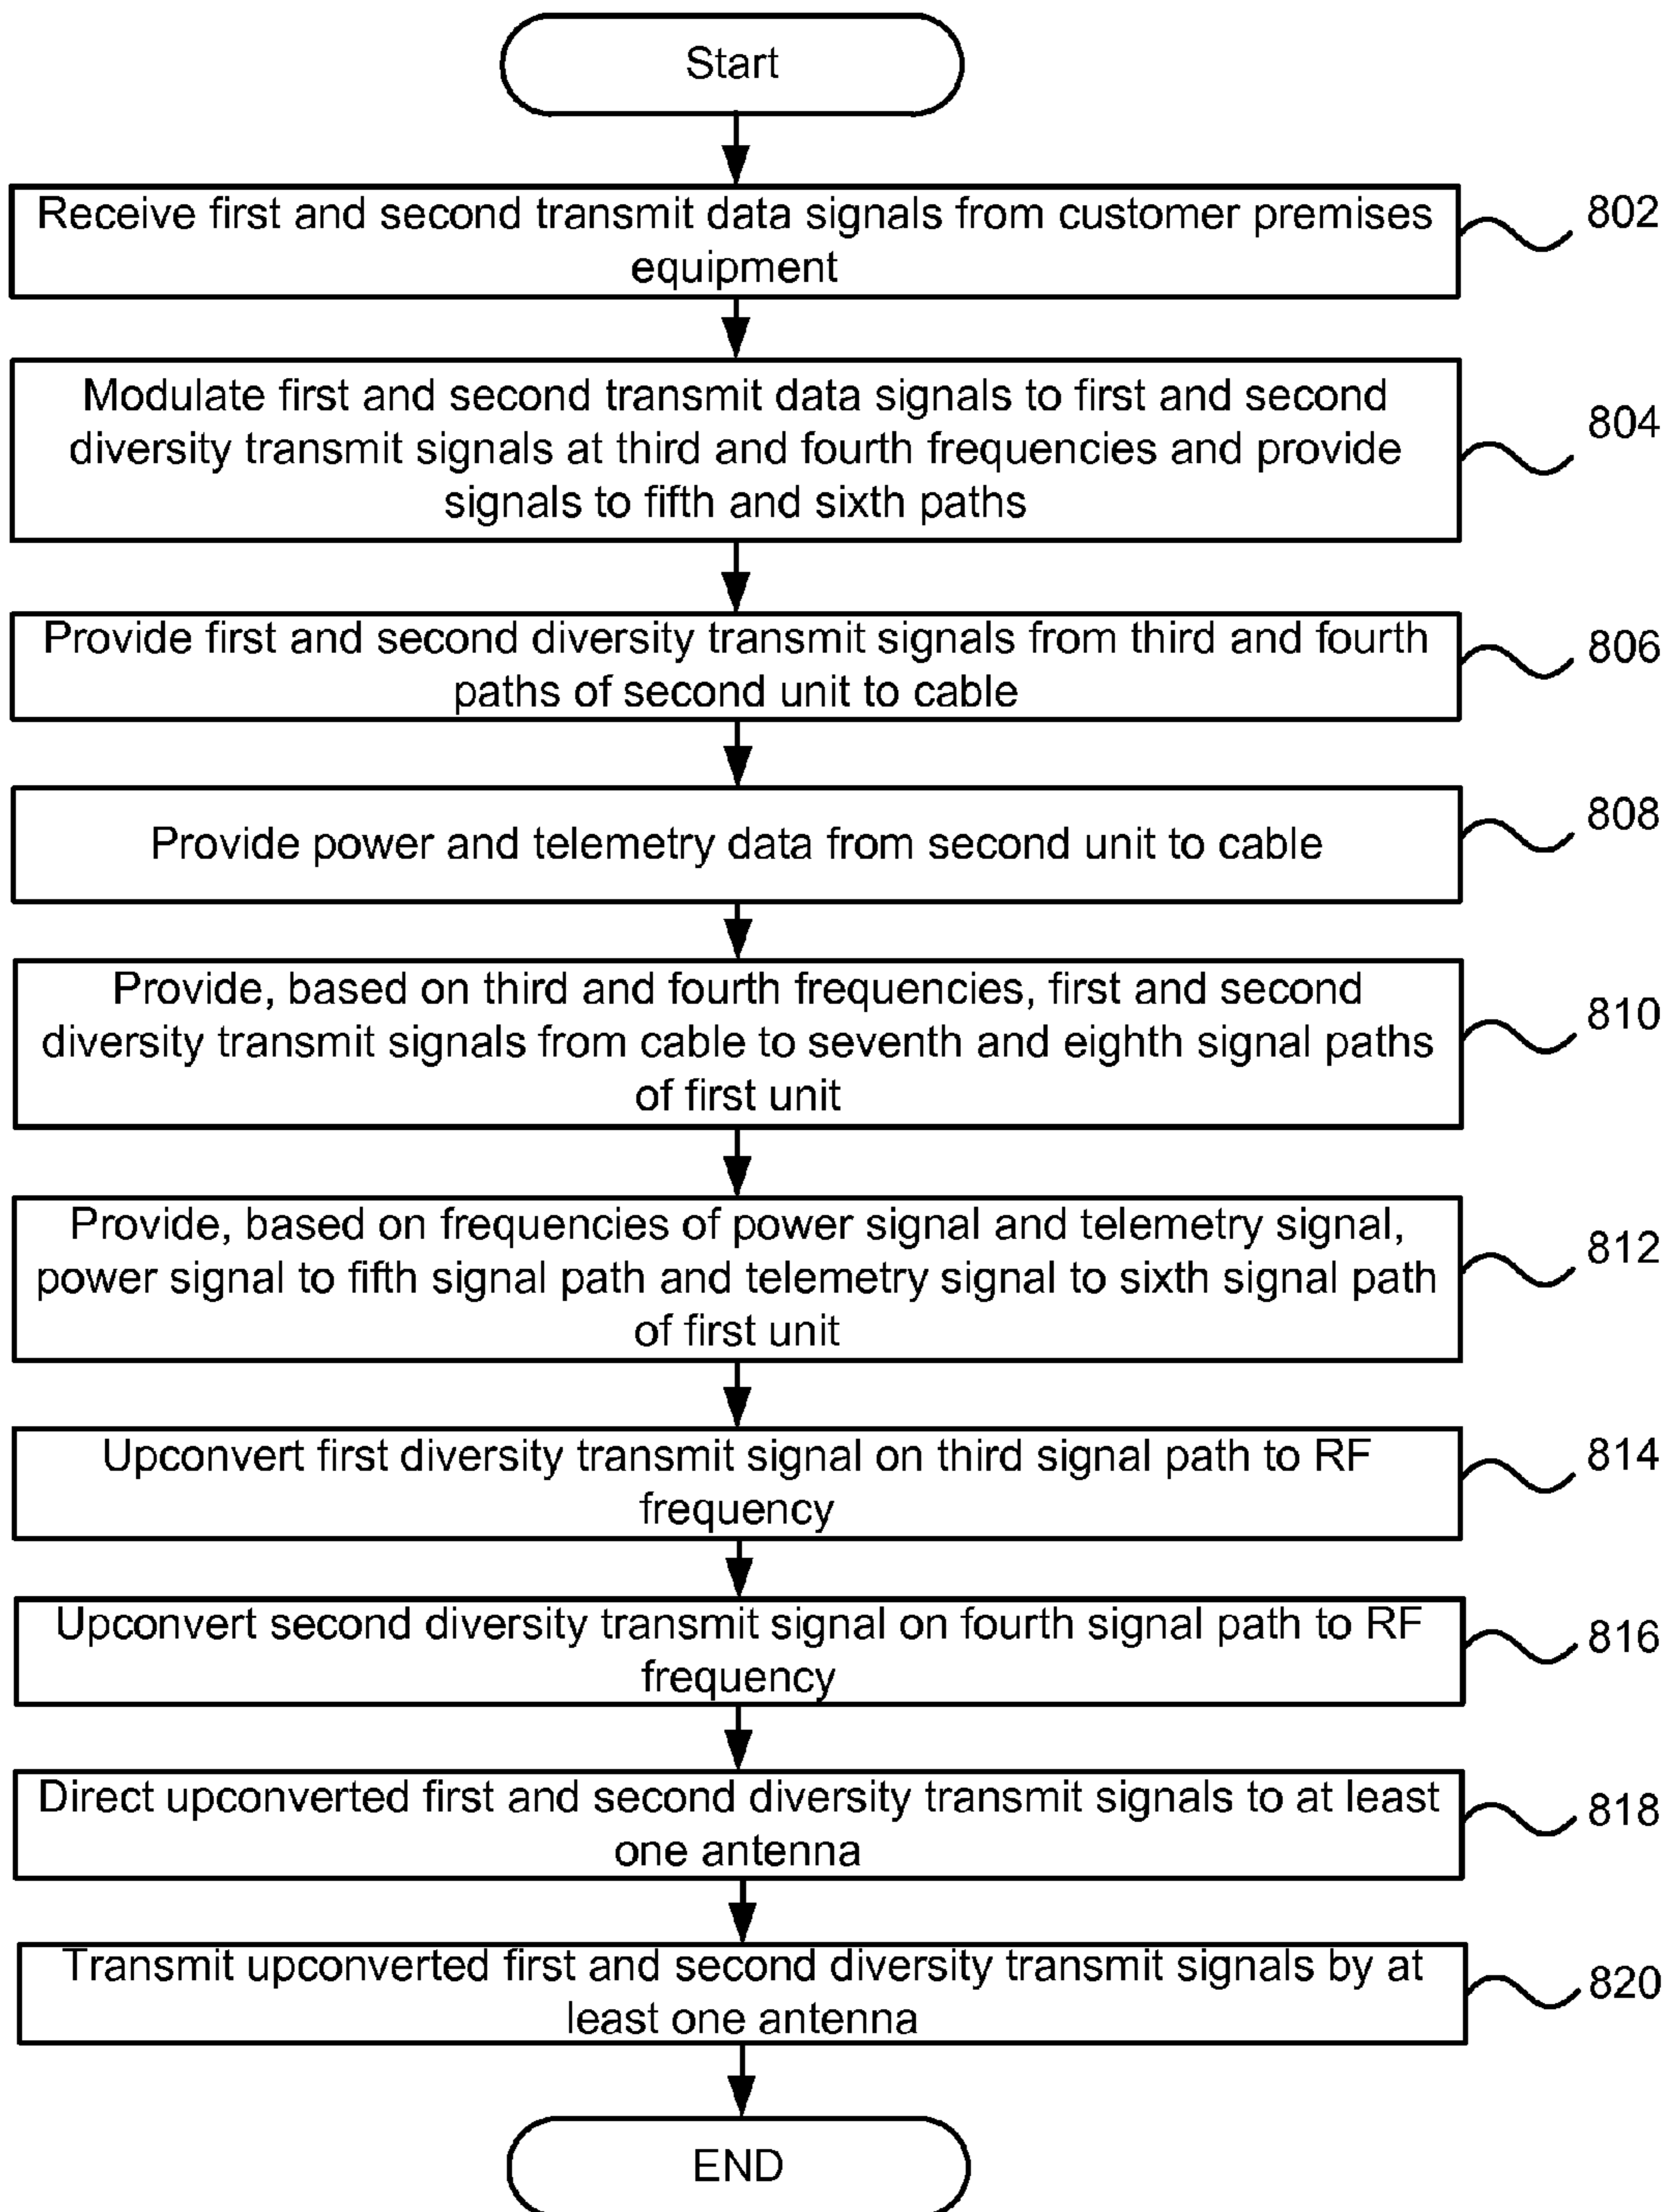 Start
Receive first and second transmit data signals from customer premises
equipment
802
Modulate first and second transmit data signals to first and second
diversity transmit signals at third and fourth frequencies and provide
signals to fifth and sixth paths
804
Provide first and second diversity transmit signals from third and fourth
paths of second unit to cable
806
Provide power and telemetry data from second unit to cable
808
Provide, based on third and fourth frequencies, first and second
diversity transmit signals from cable to seventh and eighth signal paths
of first unit
810
Provide, based on frequencies of power signal and telemetry signal,
power signal to fifth signal path and telemetry signal to sixth signal path
of first unit
812
Upconvert first diversity transmit signal on third signal path to RF
frequency
814
Upconvert second diversity transmit signal on fourth signal path to RF
frequency
816
Direct upconverted first and second diversity transmit signals to at least
one antenna
818
Transmit upconverted first and second diversity transmit signals by at
least one antenna
820
END